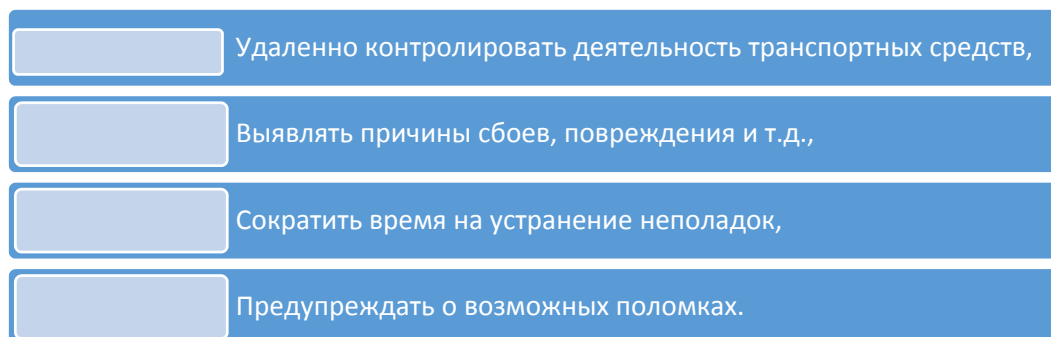 Удаленно контролировать деятельность транспортных средств,
Выявлять причины сбоев, повреждения и т.д.,
Сократить время на устранение неполадок,
Предупреждать о возможных поломках.